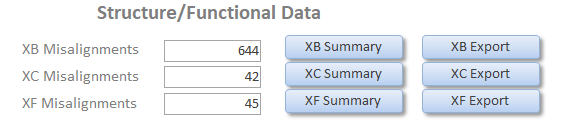 Structure/Functional Data
XB Misalignments 644 XB Summary XB Export
XC Misalignments 42 XC Summary XC Export
XF Misalignments 45 XF Summary XF Export